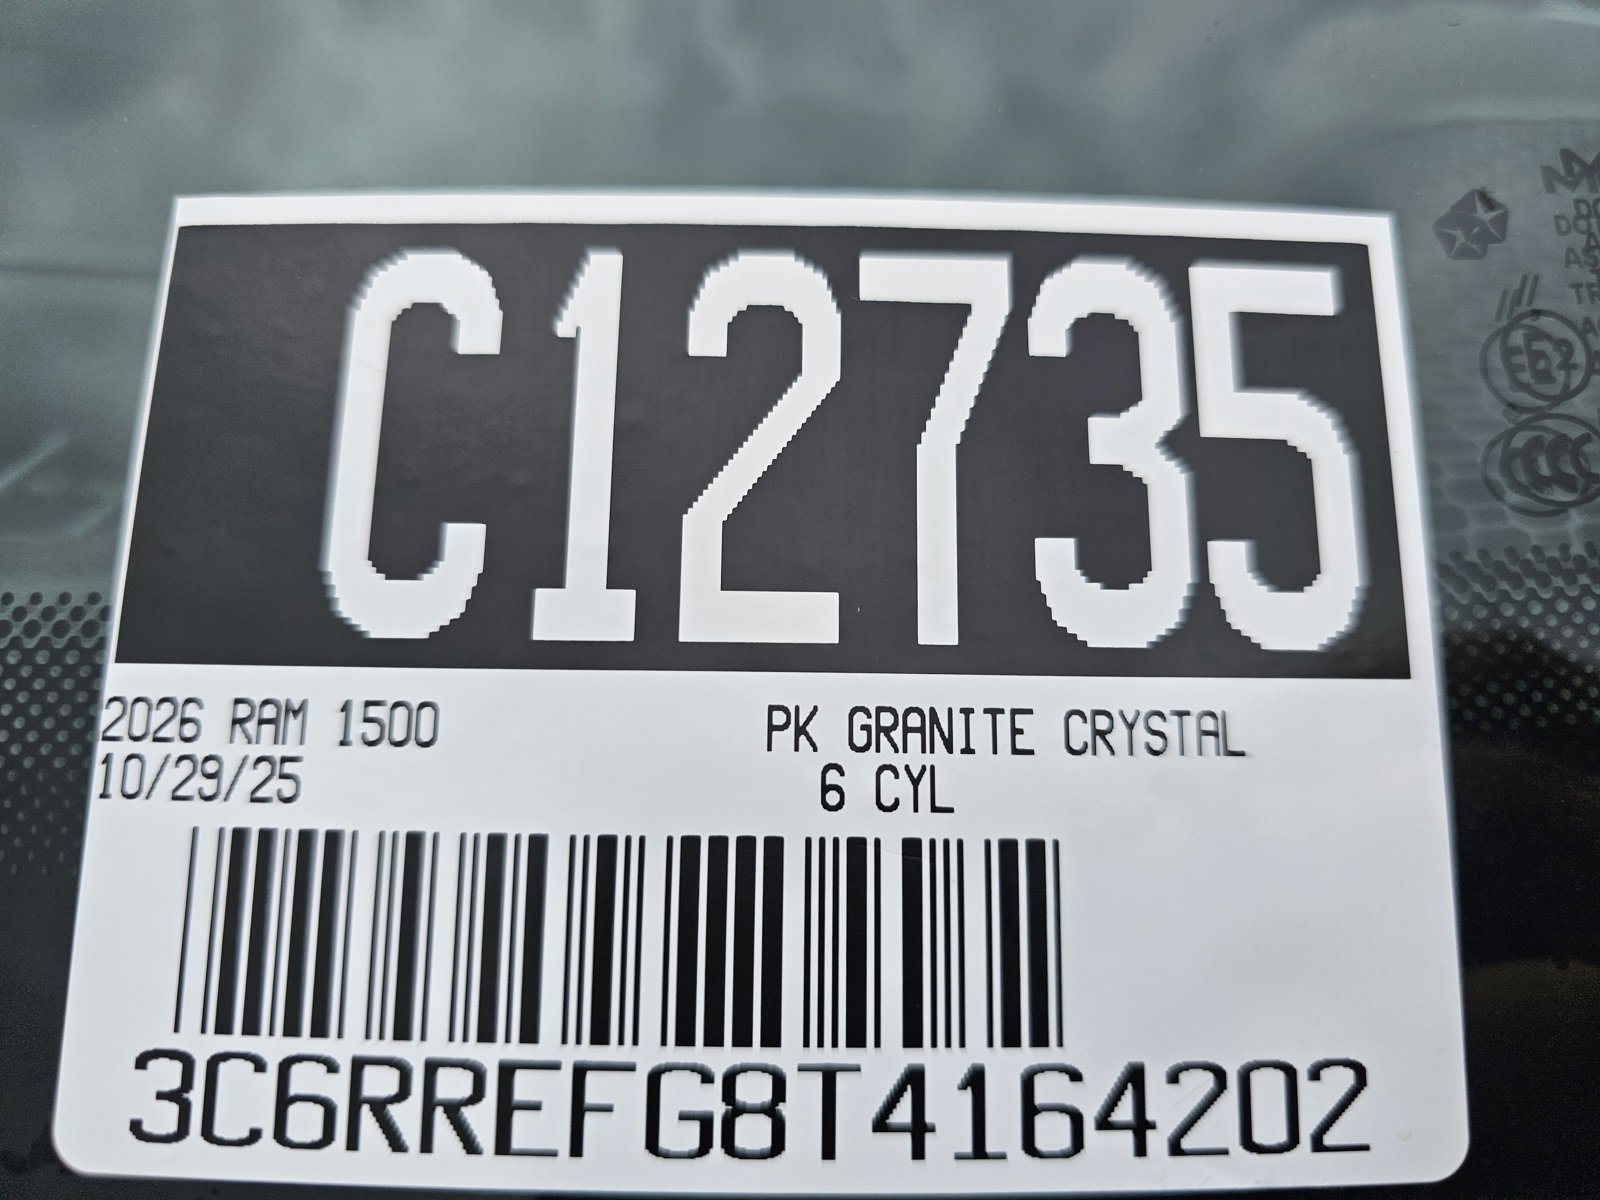 C12735
2026 RAM 1500 PK GRANITE CRYSTAL
10/29/25 6 CYL
3C6RREFG8T4164202